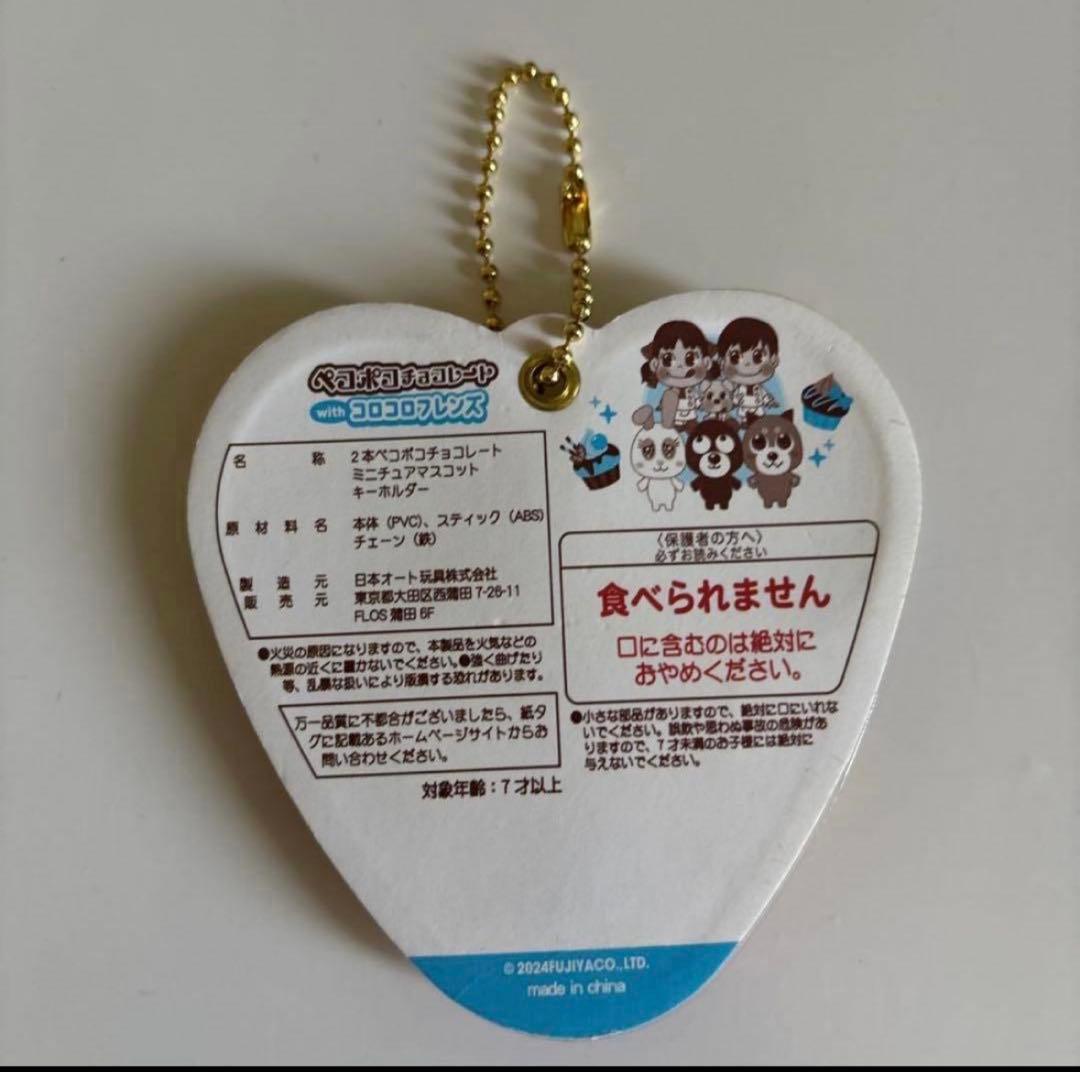 ペコポコチョコレート
with コロコロフレンズ
名称 2本ペコポコチョコレート
ミニチュアマスコット
キーホルダー
原材料名 本体（PVC）、スティック（ABS）
チェーン（鉄）
製造元 日本オート玩具株式会社
販売元 東京都大田区西蒲田 7-26-11
FLOS 蒲田 6F
●火災の原因になりますので、本製品を火気などの
熱源の近くに置かないでください。●強く曲げたり
等、乱暴な扱いにより破損する恐れがあります。
万一品質に不都合がございましたら、紙タ
グに記載あるホームページサイトからお
問い合わせください。
対象年齢：7才以上
〈保護者の方へ〉
必ずお読みください
食べられません
口に含むのは絶対に
おやめください。
●小さな部品がありますので、絶対に口にいれな
いでください。誤飲や思わぬ事故の危険があ
りますので、7才未満のお子様には絶対に
与えないでください。
© 2024FUJIYACO.,LTD.
made in china